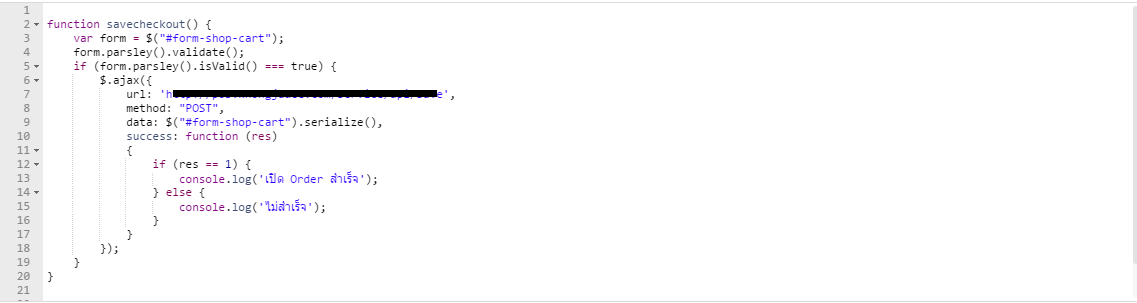 1
2 function savecheckout() {
3 var form = $("#form-shop-cart");
4 form.parsley().validate();
5 if (form.parsley().isValid() === true) {
6 $.ajax({
7 url: 'h e',
8 method: "POST",
9 data: $("#form-shop-cart").serialize(),
10 success: function (res)
11 {
12 if (res == 1) {
13 console.log('เปิด Order สำเร็จ');
14 } else {
15 console.log('ไม่สำเร็จ');
16 }
17 }
18 });
19 }
20 }
21